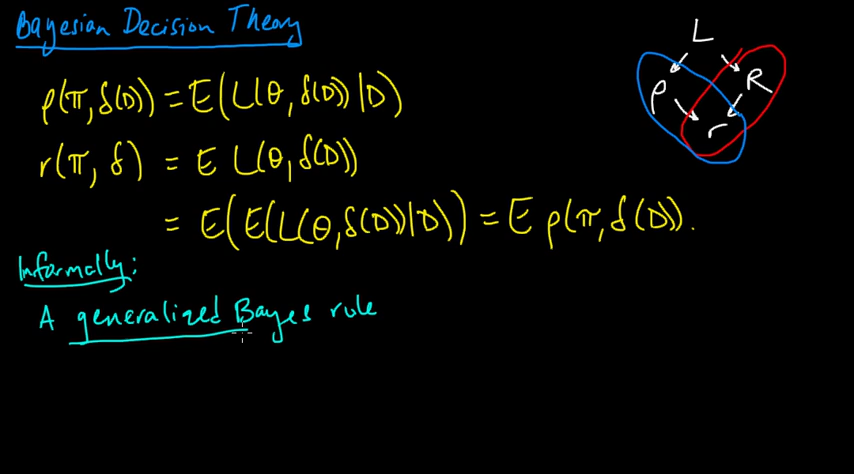 Bayesian Decision Theory
ρ(π, δ(D)) = E(L(θ, δ(D))|D)
r(π, δ) = E L(θ, δ(D))
= E(E(L(θ, δ(D))|D)) = E ρ(π, δ(D)).
Informally:
A generalized Bayes rule
L
ρ R
r